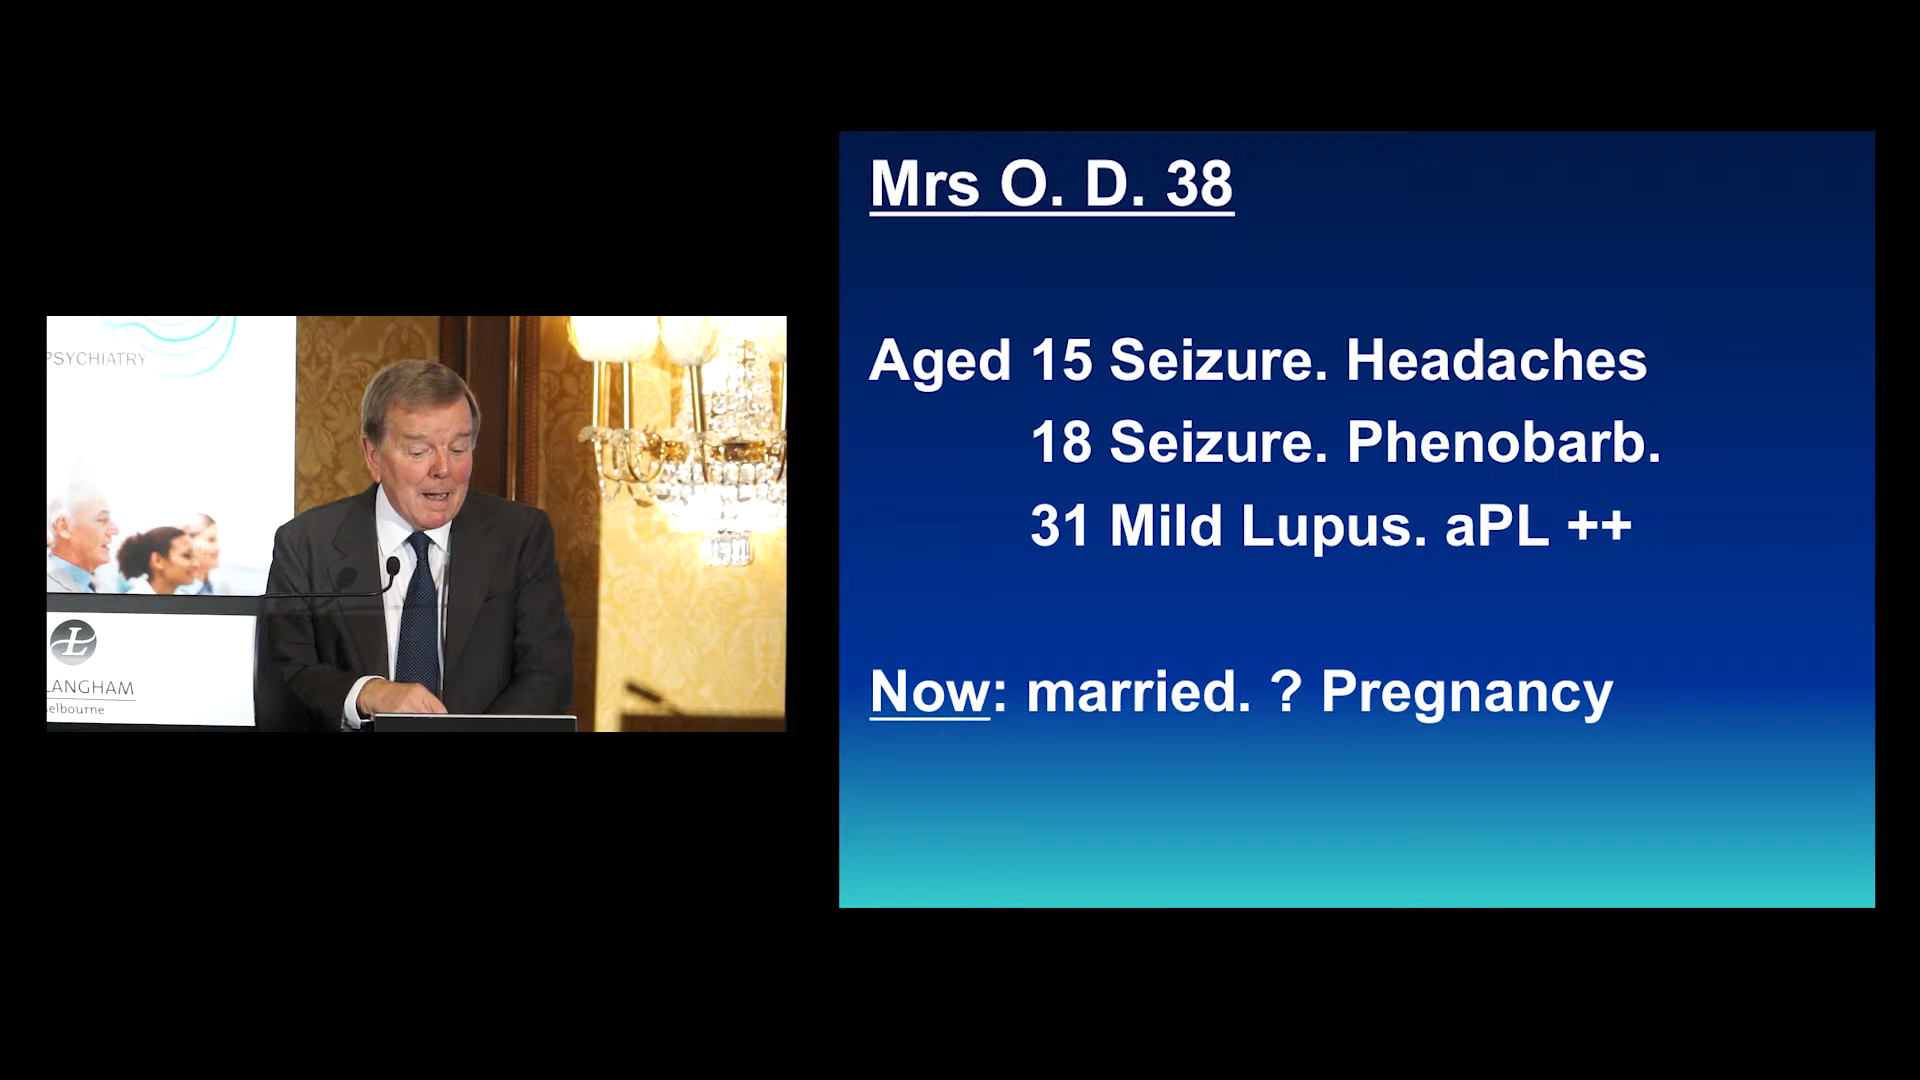 PSYCHIATRY
L
LANGHAM
elbourne
Mrs O. D. 38
Aged 15 Seizure. Headaches
18 Seizure. Phenobarb.
31 Mild Lupus. aPL ++
Now: married. ? Pregnancy